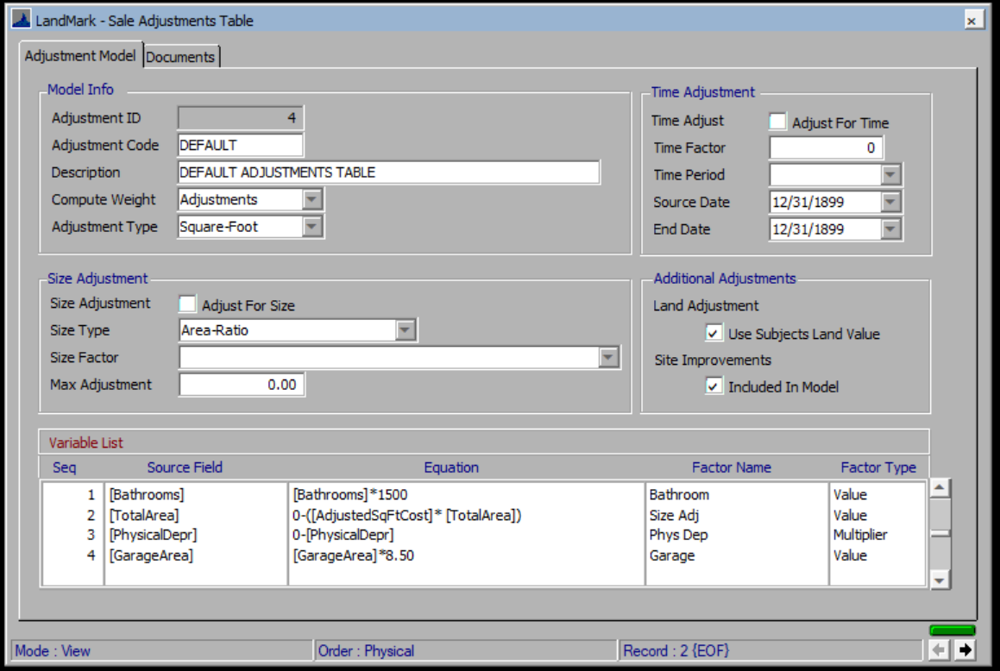 LandMark - Sale Adjustments Table
Adjustment Model Documents
Model Info
Adjustment ID 4
Adjustment Code DEFAULT
Description DEFAULT ADJUSTMENTS TABLE
Compute Weight Adjustments
Adjustment Type Square-Foot
Time Adjustment
Time Adjust Adjust For Time
Time Factor 0
Time Period
Source Date 12/31/1899
End Date 12/31/1899
Size Adjustment
Size Adjustment Adjust For Size
Size Type Area-Ratio
Size Factor
Max Adjustment 0.00
Additional Adjustments
Land Adjustment
Use Subjects Land Value
Site Improvements
Included In Model
Variable List
Seq Source Field Equation Factor Name Factor Type
1 [Bathrooms] [Bathrooms]*1500 Bathroom Value
2 [TotalArea] 0-([AdjustedSqFtCost]* [TotalArea]) Size Adj Value
3 [PhysicalDepr] 0-[PhysicalDepr] Phys Dep Multiplier
4 [GarageArea] [GarageArea]*8.50 Garage Value
Mode : View Order : Physical Record : 2 {EOF}